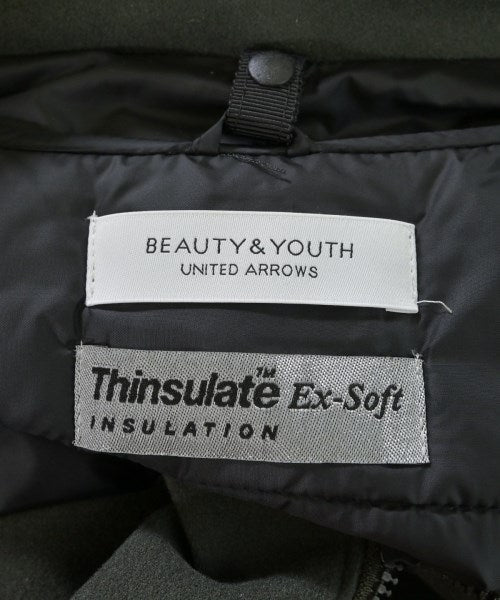 BEAUTY&YOUTH
UNITED ARROWS
Thinsulate™ Ex-Soft
INSULATION